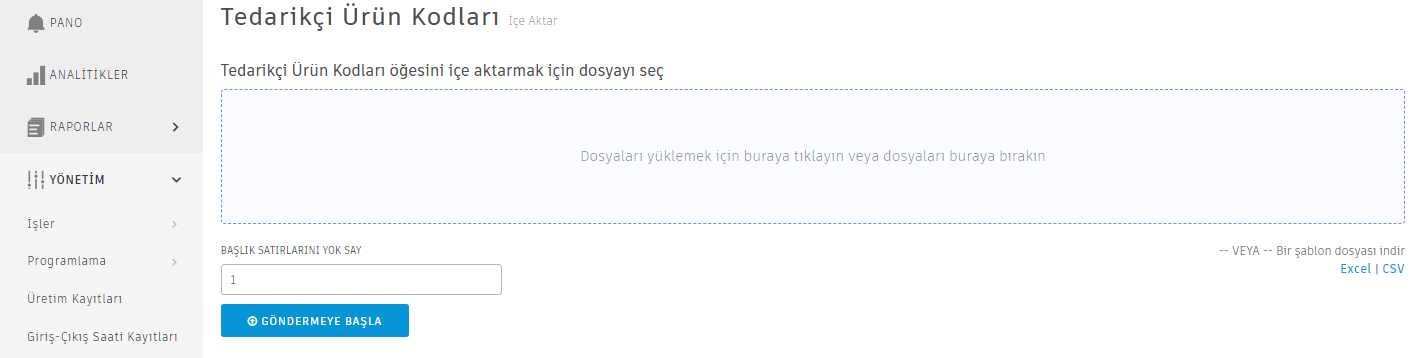 PANO
ANALİTİKLER
RAPORLAR
YÖNETİM
İşler
Programlama
Üretim Kayıtları
Giriş-Çıkış Saati Kayıtları
Tedarikçi Ürün Kodları İçe Aktar
Tedarikçi Ürün Kodları öğesini içe aktarmak için dosyayı seç
Dosyaları yüklemek için buraya tıklayın veya dosyaları buraya bırakın
BAŞLIK SATIRLARINI YOK SAY
1
GÖNDERMEYE BAŞLA
-- VEYA -- Bir şablon dosyası indir
Excel | CSV